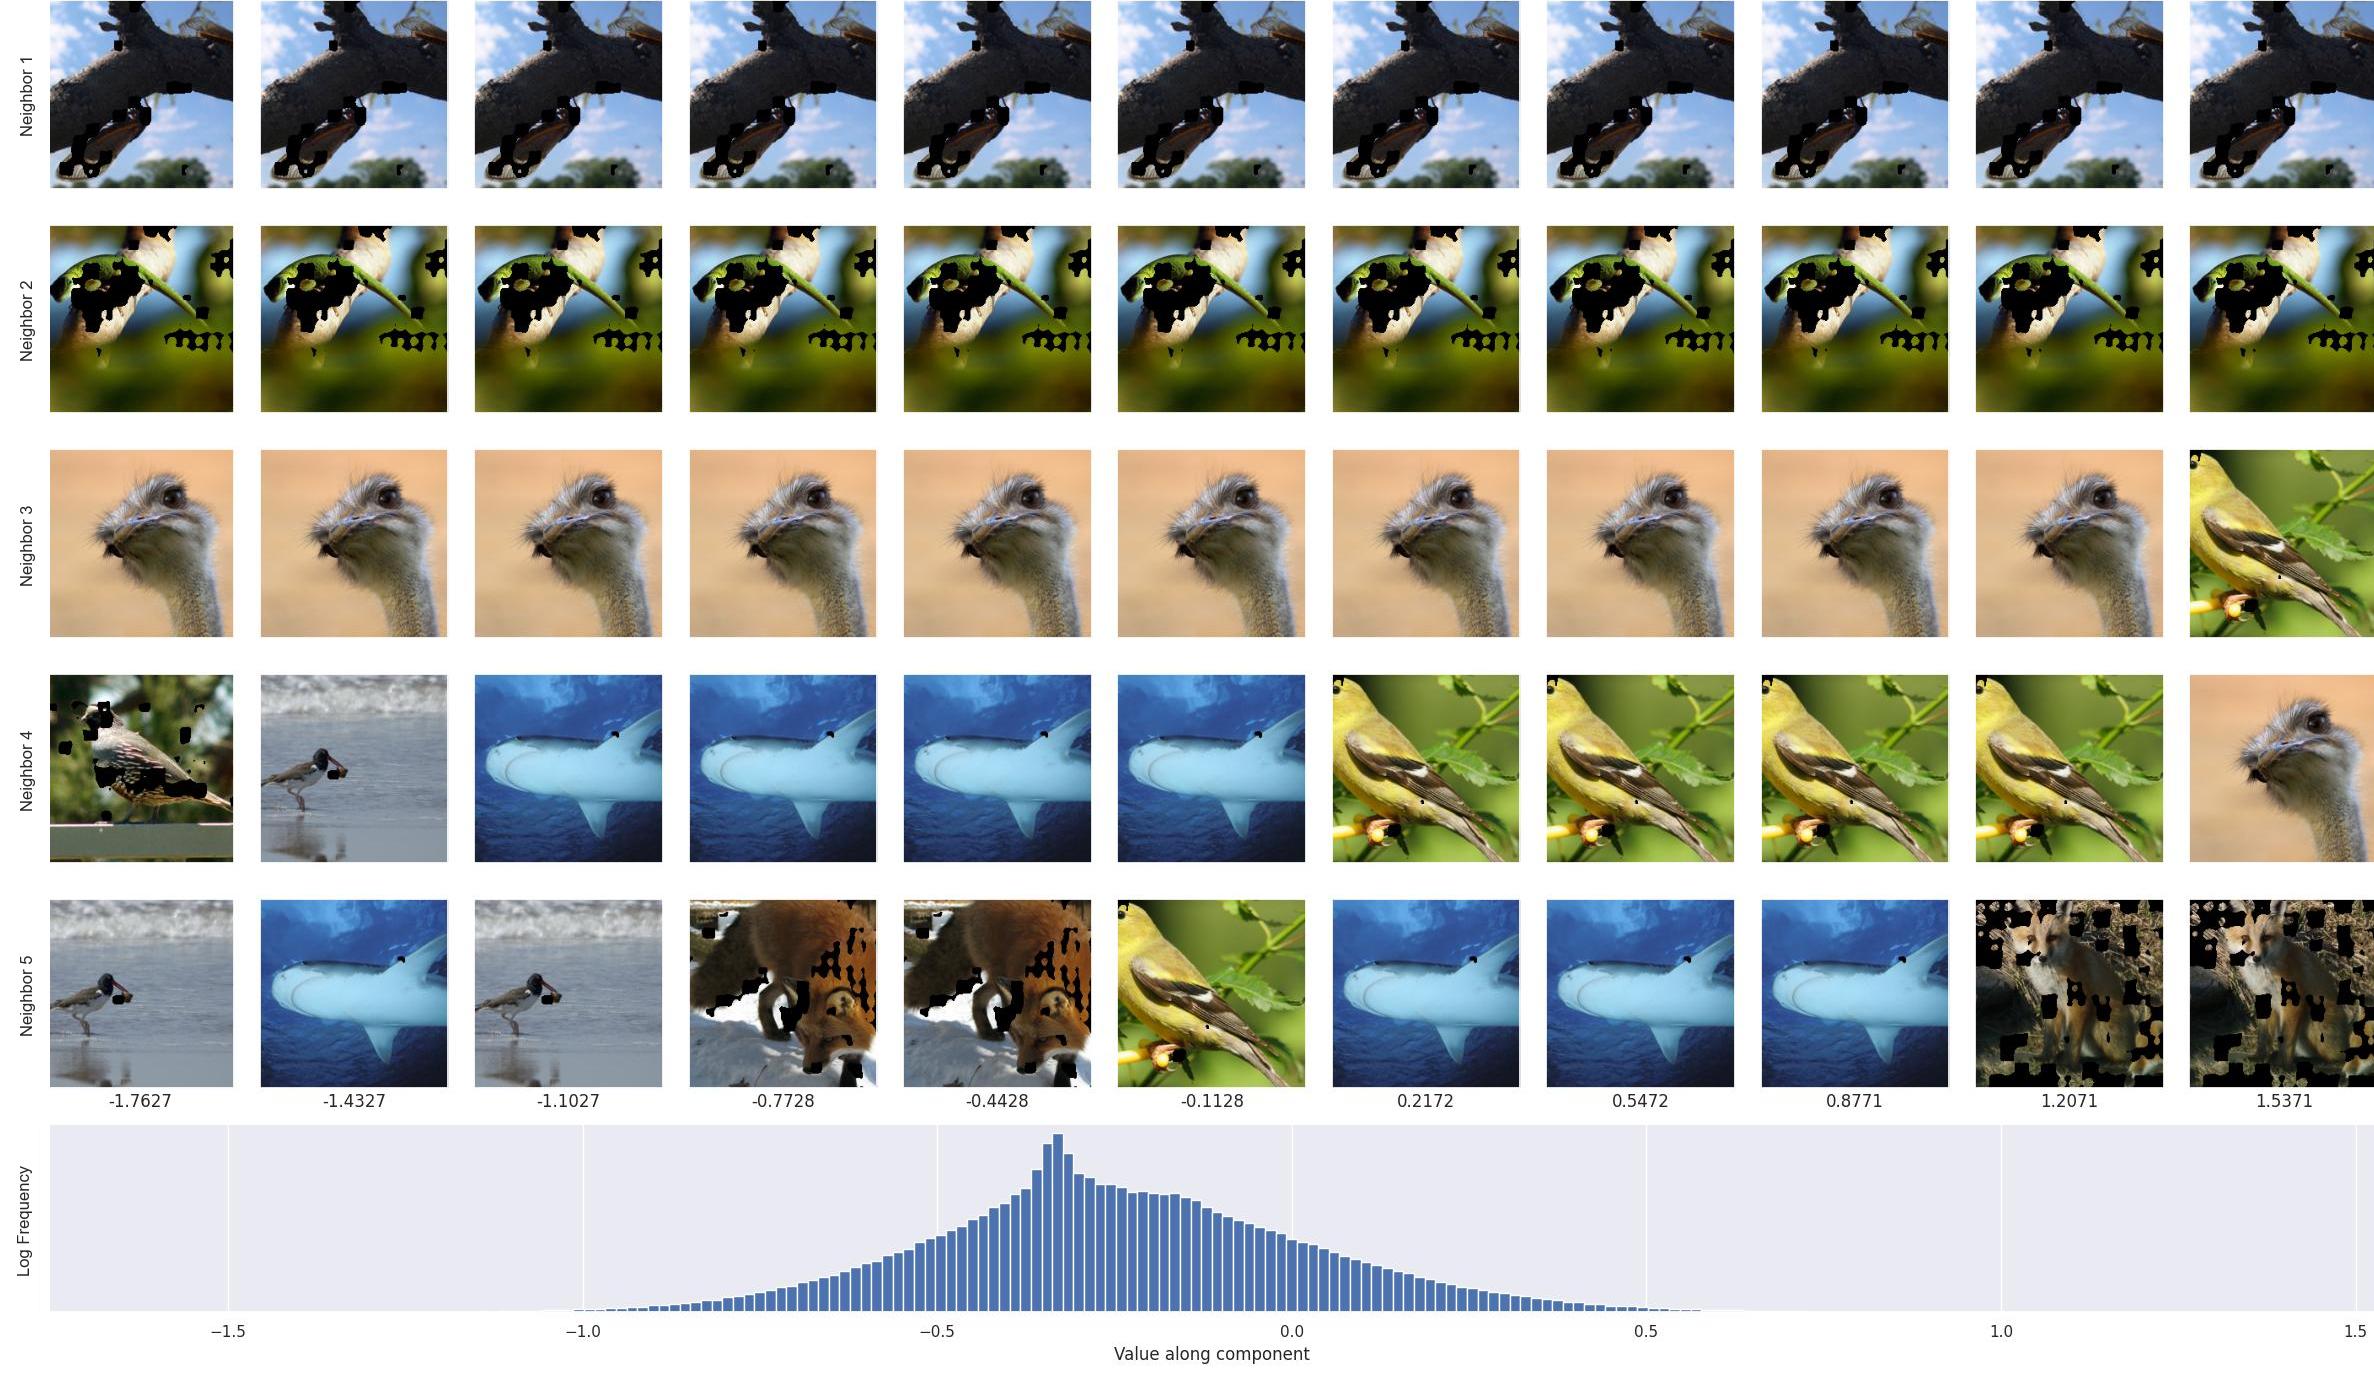 Neighbor 1
Neighbor 2
Neighbor 3
Neighbor 4
Neighbor 5
-1.7627 -1.4327 -1.1027 -0.7728 -0.4428 -0.1128 0.2172 0.5472 0.8771 1.2071 1.5371
Log Frequency
−1.5 −1.0 −0.5 0.0 0.5 1.0 1.5
Value along component